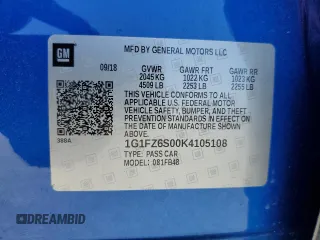 GM
MFD BY GENERAL MOTORS LLC
09/18 GVWR GAWR FRT GAWR RR
2045 KG 1022 KG 1023 KG
4509 LB 2253 LB 2255 LB
THIS VEHICLE CONFORMS TO ALL
APPLICABLE U.S. FEDERAL MOTOR
VEHICLE SAFETY, BUMPER, AND THEFT
PREVENTION STANDARDS IN EFFECT ON
THE DATE OF MANUFACTURE SHOWN
ABOVE.
38BA
1G1FZ6S00K4105108
TYPE: PASS CAR
MODEL: 081FB48
DREAMBID